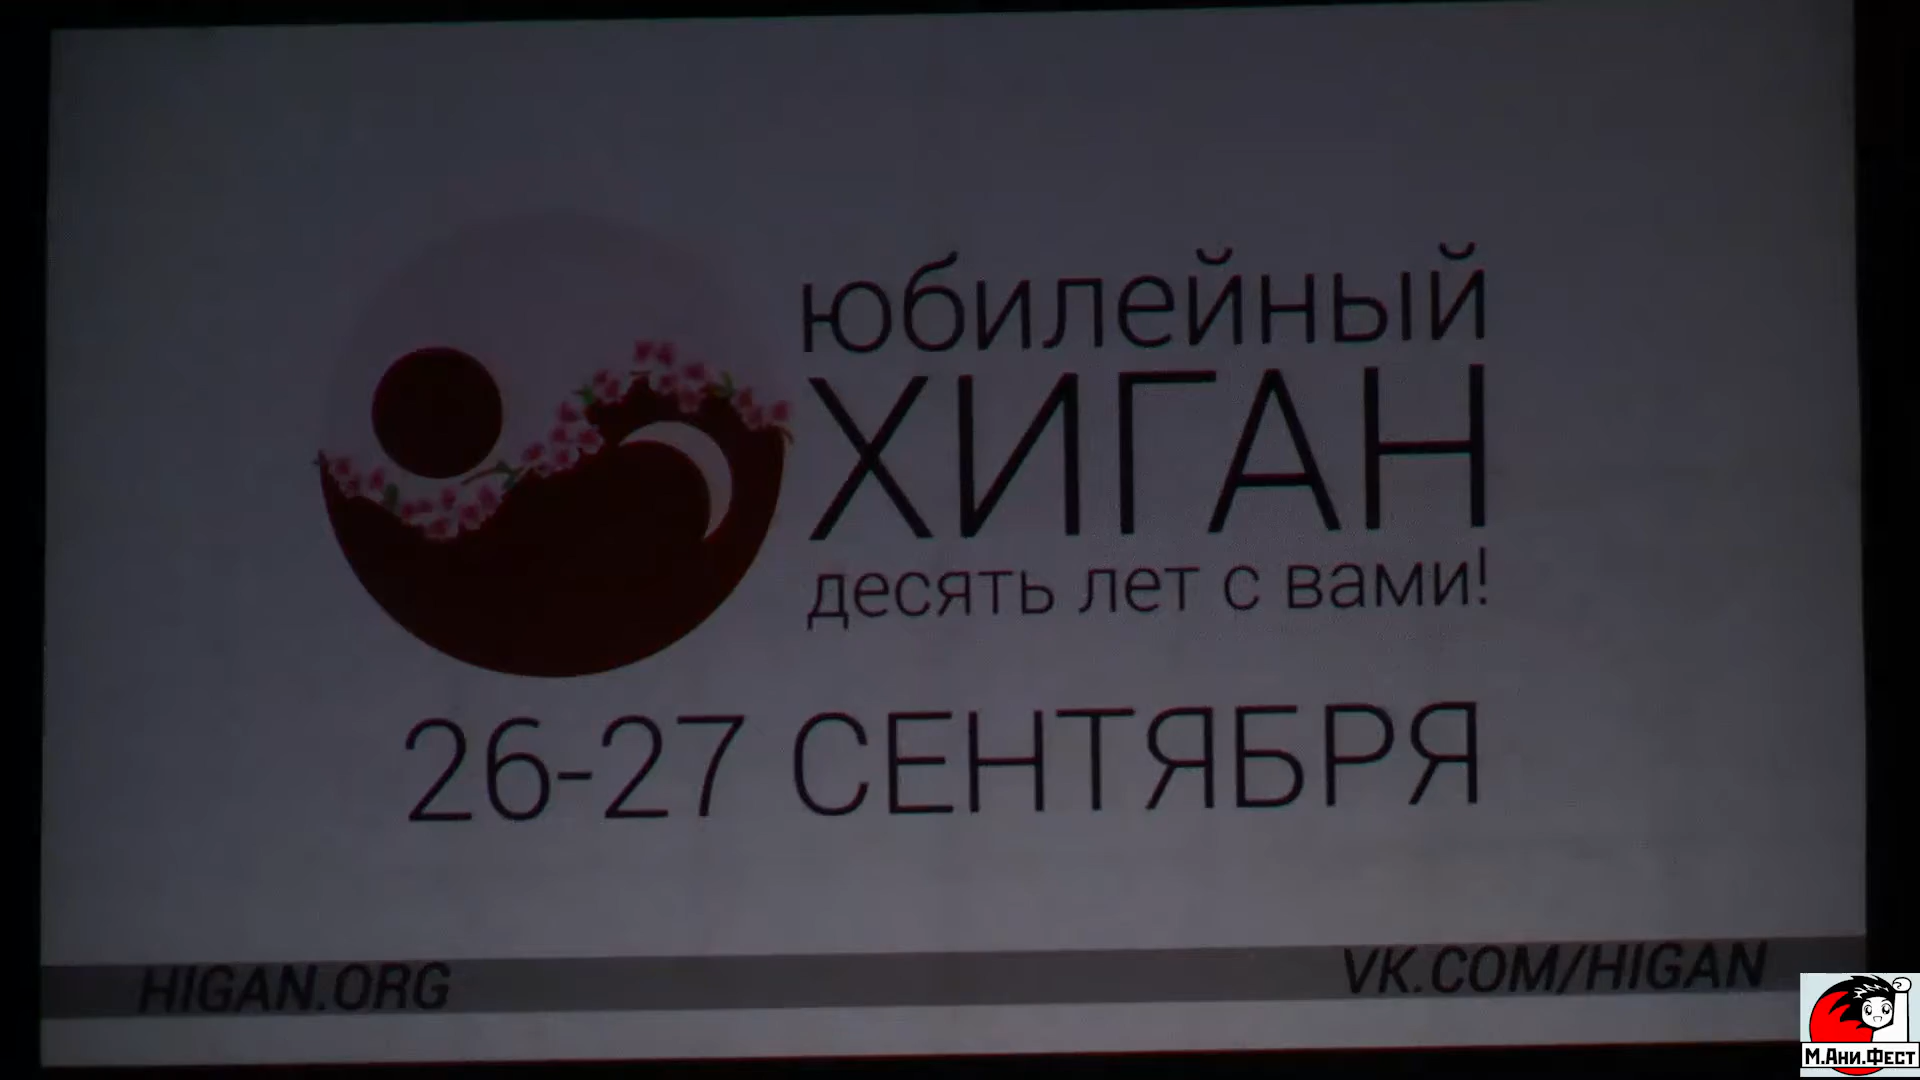 юбилейный
ХИГАН
десять лет с вами!
26-27 СЕНТЯБРЯ
HIGAN.ORG
VK.COM/HIGAN
М.Ани.Фест